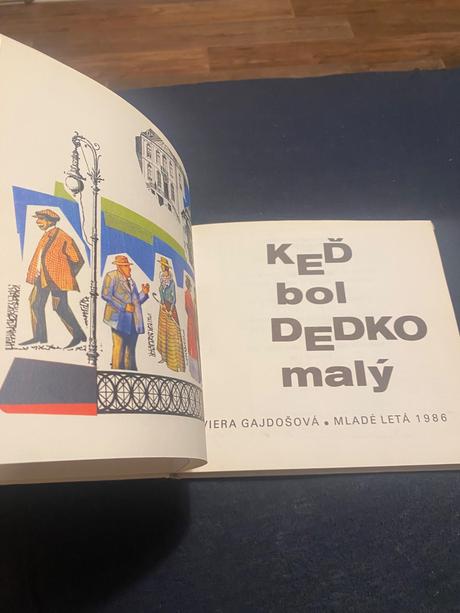 KEĎ
bol
DEDKO
malý
VIERA GAJDOŠOVÁ • MLADÉ LETÁ 1986